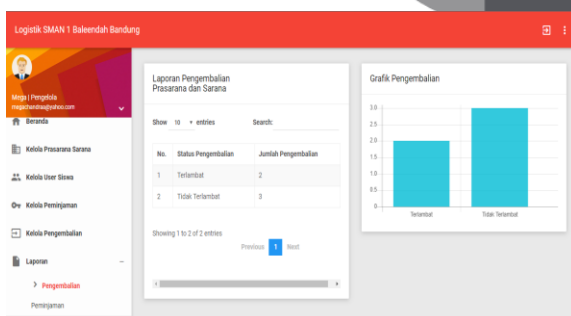 Logistik SMAN 1 Baleendah Bandung
Mega | Pengelola
megachandraa@yahoo.com
Beranda
Kelola Prasarana Sarana
Kelola User Siswa
Kelola Peminjaman
Kelola Pengembalian
Laporan
Pengembalian
Peminjaman
Laporan Pengembalian
Prasarana dan Sarana
Show 10 entries Search:
No. Status Pengembalian Jumlah Pengembalian
1 Terlambat 2
2 Tidak Terlambat 3
Showing 1 to 2 of 2 entries
Previous 1 Next
Grafik Pengembalian
3.0
2.5
2.0
1.5
1.0
0.5
0
Terlambat Tidak Terlambat